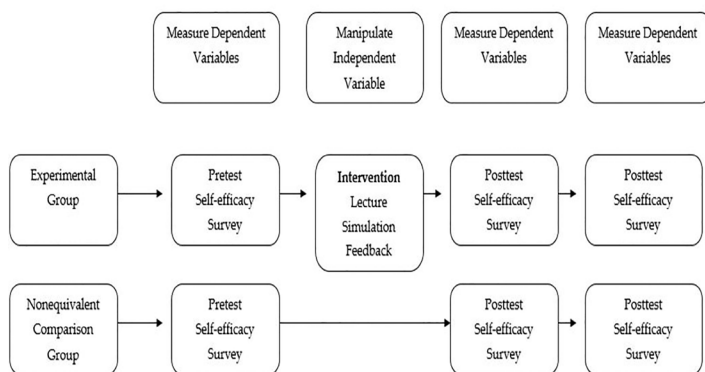 Measure Dependent
Variables
Manipulate
Independent
Variable
Measure Dependent
Variables
Measure Dependent
Variables
Experimental
Group
Pretest
Self-efficacy
Survey
Intervention
Lecture
Simulation
Feedback
Posttest
Self-efficacy
Survey
Posttest
Self-efficacy
Survey
Nonequivalent
Comparison
Group
Pretest
Self-efficacy
Survey
Posttest
Self-efficacy
Survey
Posttest
Self-efficacy
Survey